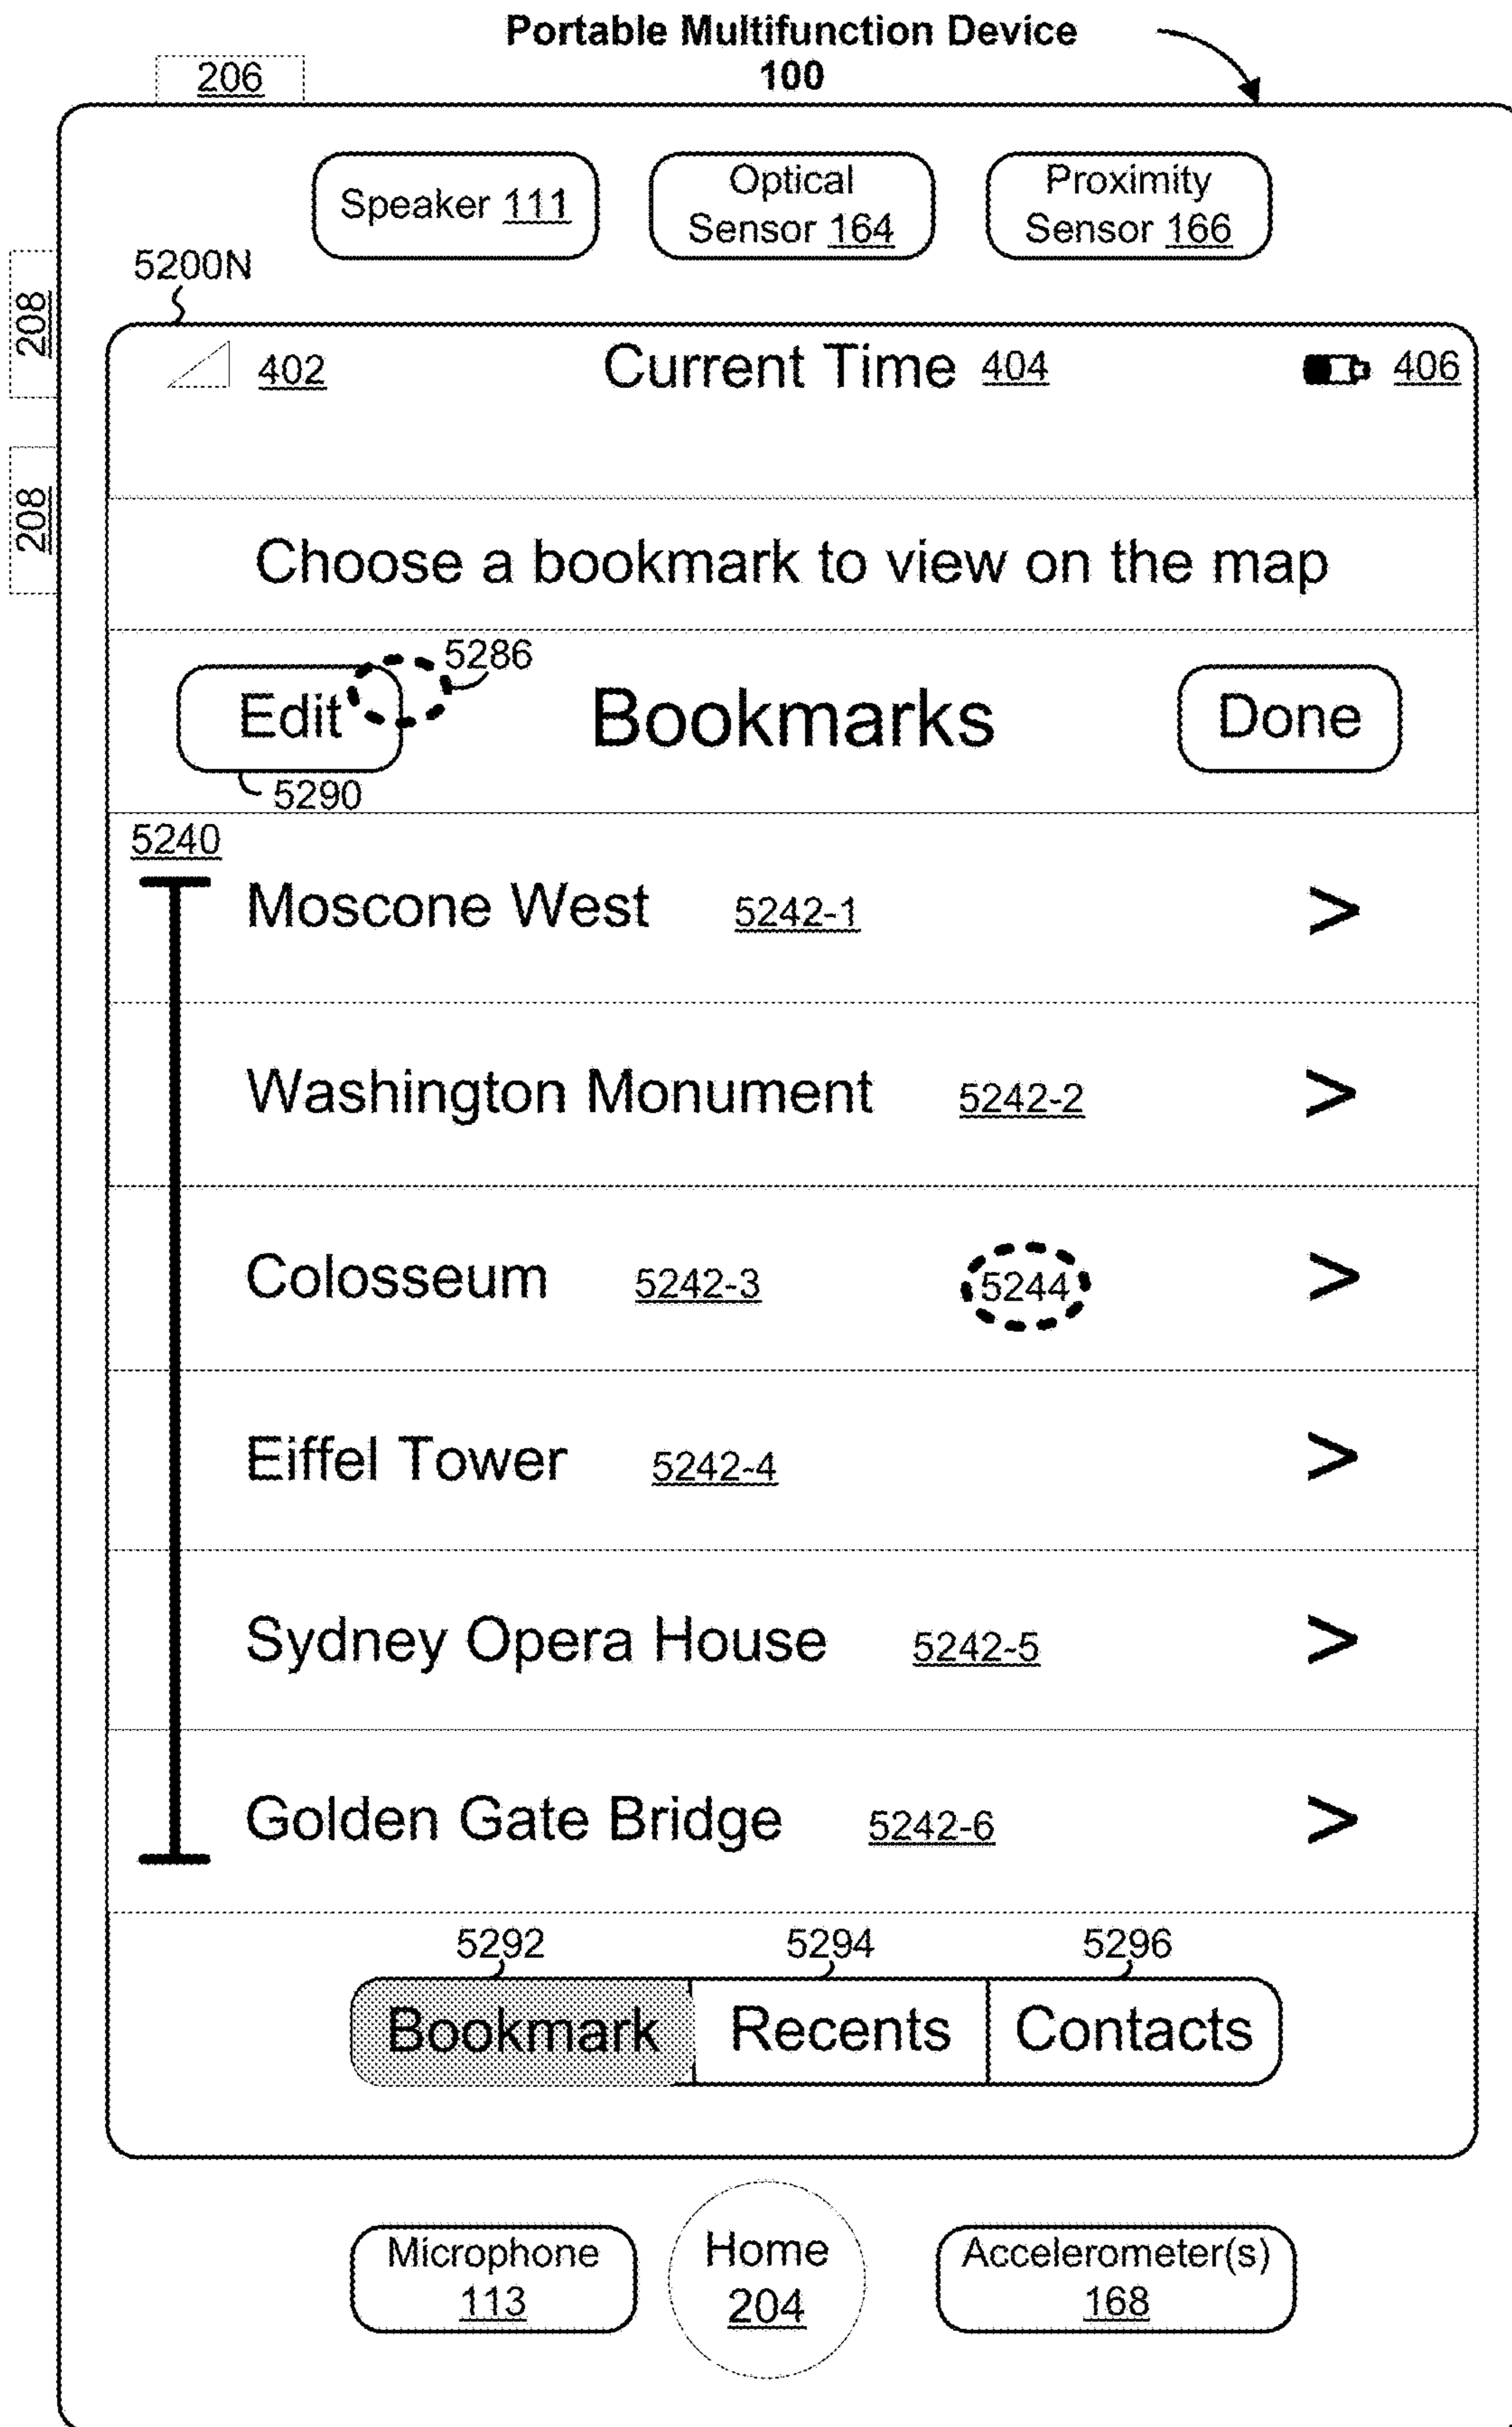 Portable Multifunction Device
100
206
Speaker 111
Optical
Sensor 164
Proximity
Sensor 166
5200N
208
402
Current Time 404
406
208
Choose a bookmark to view on the map
5286
Edit
Bookmarks
Done
5290
5240
Moscone West 5242-1 >
Washington Monument 5242-2 >
Colosseum 5242-3 5244 >
Eiffel Tower 5242-4 >
Sydney Opera House 5242-5 >
Golden Gate Bridge 5242-6 >
5292 5294 5296
Bookmark Recents Contacts
Microphone
113
Home
204
Accelerometer(s)
168